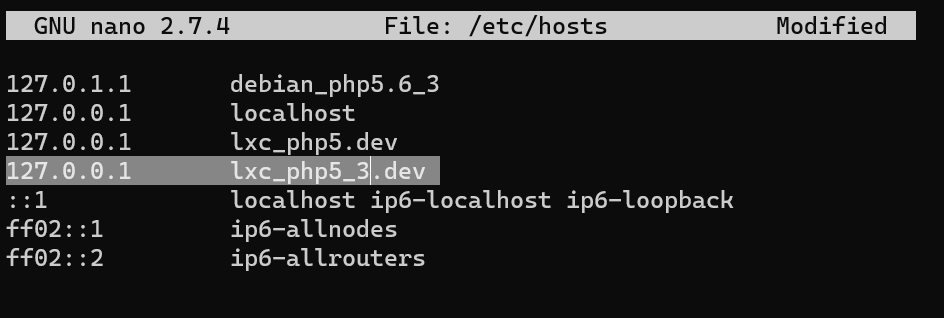 GNU nano 2.7.4 File: /etc/hosts Modified
127.0.1.1 debian_php5.6_3
127.0.0.1 localhost
127.0.0.1 lxc_php5.dev
127.0.0.1 lxc_php5_3.dev
::1 localhost ip6-localhost ip6-loopback
ff02::1 ip6-allnodes
ff02::2 ip6-allrouters